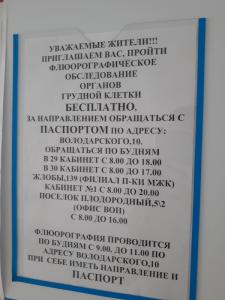 УВАЖАЕМЫЕ ЖИТЕЛИ!!!
ПРИГЛАШАЕМ ВАС, ПРОЙТИ
ФЛЮОРОГРАФИЧЕСКОЕ
ОБСЛЕДОВАНИЕ
ОРГАНОВ
ГРУДНОЙ КЛЕТКИ
БЕСПЛАТНО,
ЗА НАПРАВЛЕНИЕМ ОБРАЩАТЬСЯ С
ПАСПОРТОМ ПО АДРЕСУ:
ВОЛОДАРСКОГО,10.
ОБРАЩАТЬСЯ ПО БУДНЯМ
В 29 КАБИНЕТ С 8.00 ДО 18.00
В 30 КАБИНЕТ С 8.00 ДО 17.00
ЖЛОБЫ,139 (ФИЛИАЛ П-КИ МЖК)
КАБИНЕТ №1 С 8.00 ДО 20.00
ПОСЕЛОК ПЛОДОРОДНЫЙ,5\2
(ОФИС ВОП)
С 8.00 ДО 16.00
ФЛЮОРОГРАФИЯ ПРОВОДИТСЯ
ПО БУДНЯМ С 9.00, ДО 11.00 ПО
АДРЕСУ ВОЛОДАРСКОГО,10
ПРИ СЕБЕ ИМЕТЬ НАПРАВЛЕНИЕ И
ПАСПОРТ